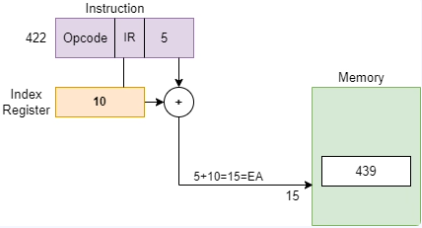 Instruction
422 Opcode IR 5
Index
Register
10
+
Memory
439
5+10=15=EA
15